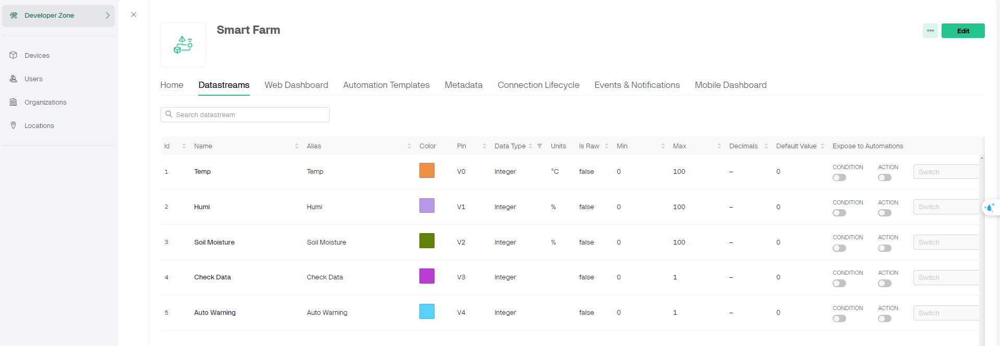 Developer Zone
Devices
Users
Organizations
Locations
Smart Farm
Edit
Home Datastreams Web Dashboard Automation Templates Metadata Connection Lifecycle Events & Notifications Mobile Dashboard
Search datastream
Id Name Alias Color Pin Data Type Units Is Raw Min Max Decimals Default Value Expose to Automations
1 Temp Temp V0 Integer °C false 0 100 – 0 CONDITION ACTION Switch
2 Humi Humi V1 Integer % false 0 100 – 0 CONDITION ACTION Switch
3 Soil Moisture Soil Moisture V2 Integer % false 0 100 – 0 CONDITION ACTION Switch
4 Check Data Check Data V3 Integer false 0 1 – 0 CONDITION ACTION Switch
5 Auto Warning Auto Warning V4 Integer false 0 1 – 0 CONDITION ACTION Switch